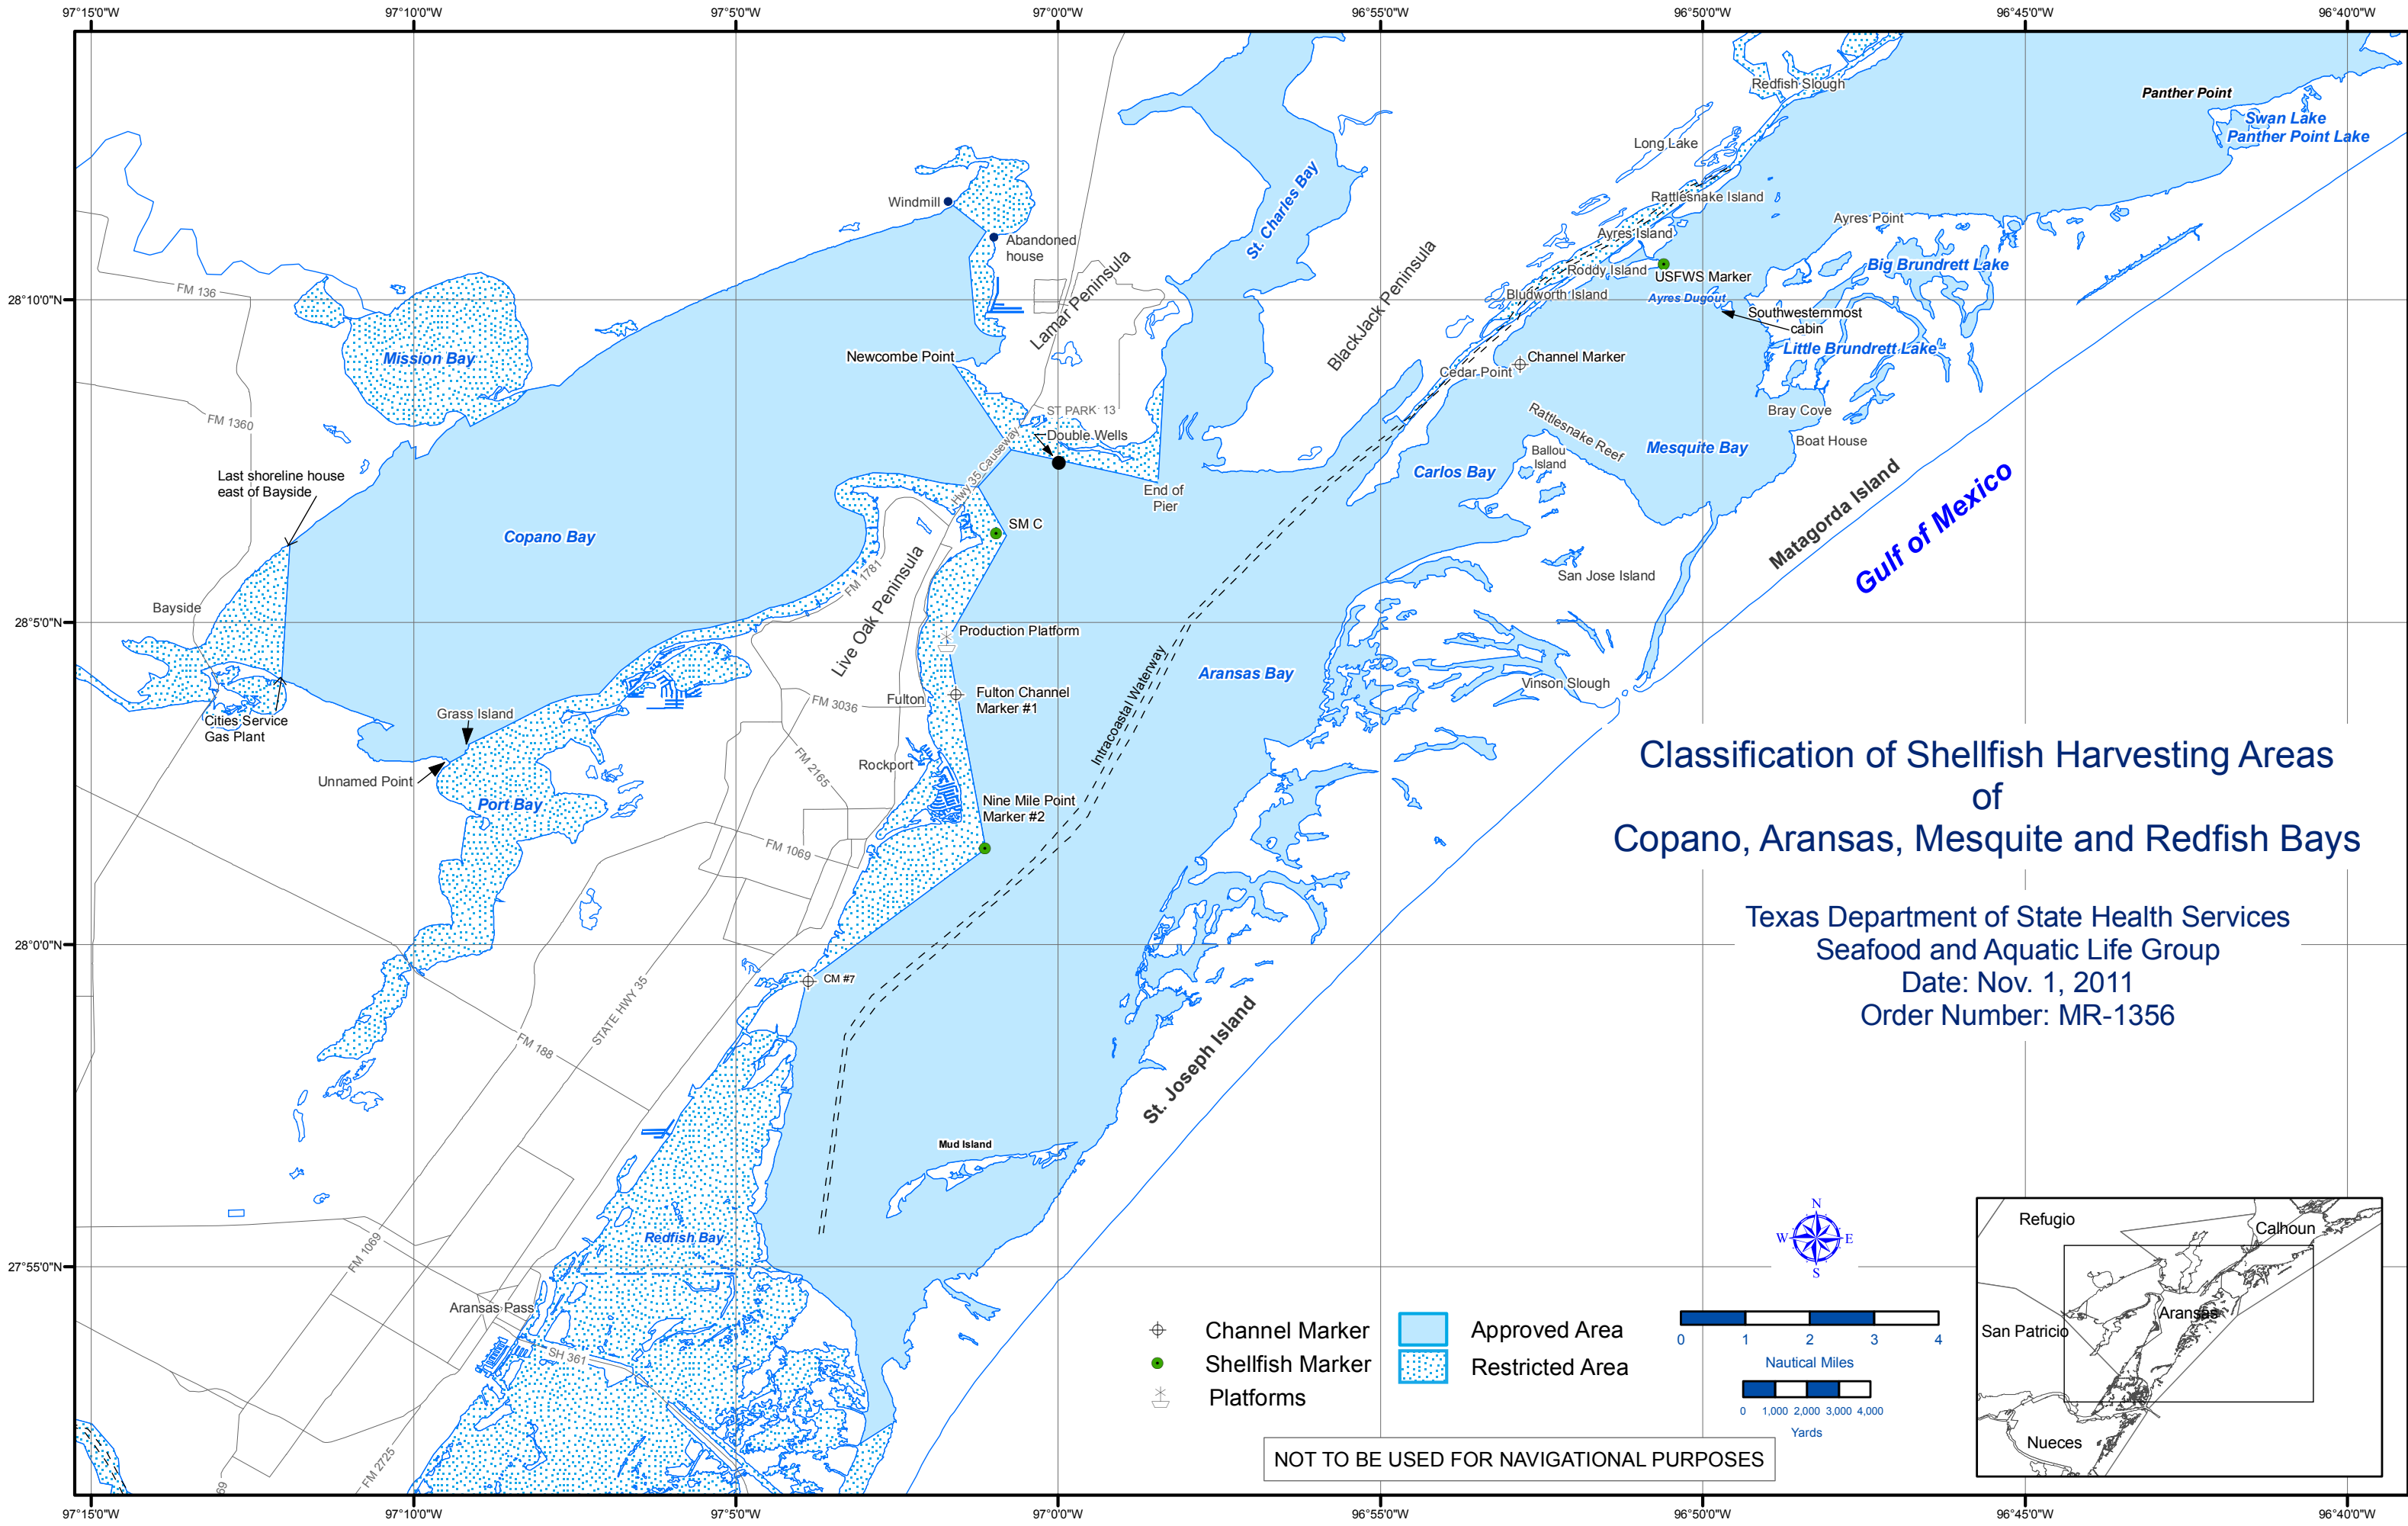 97°15'0"W
97°10'0"W
97°5'0"W
97°0'0"W
96°55'0"W
96°50'0"W
96°45'0"W
96°40'0"W
Redfish Slough
Panther Point
Swan Lake
Panther Point Lake
Long Lake
Windmill
Abandoned
house
St. Charles Bay
Rattlesnake Island
Ayres Point
Ayres Island
Big Brundrett Lake
Roddy Island
USFWS Marker
Bludworth Island
Ayres Dugout
Southwesternmost
cabin
Little Brundrett Lake
FM 136
28°10'0"N
Lamar Peninsula
BlackJack Peninsula
Mission Bay
Newcombe Point
Channel Marker
Cedar Point
FM 1360
ST PARK 13
Double Wells
Hwy 35 Causeway
Bray Cove
Rattlesnake Reef
Boat House
Mesquite Bay
Ballou
Island
Carlos Bay
Last shoreline house
east of Bayside
End of
Pier
Matagorda Island
Gulf of Mexico
SM C
Copano Bay
FM 1781
San Jose Island
Bayside
28°5'0"N
Live Oak Peninsula
Production Platform
Intracoastal Waterway
Aransas Bay
Vinson Slough
Fulton
Fulton Channel
Marker #1
FM 3036
Cities Service
Gas Plant
Grass Island
FM 2165
Rockport
Unnamed Point
Port Bay
Nine Mile Point
Marker #2
FM 1069
Classification of Shellfish Harvesting Areas
of
Copano, Aransas, Mesquite and Redfish Bays
Texas Department of State Health Services
Seafood and Aquatic Life Group
Date: Nov. 1, 2011
Order Number: MR-1356
28°0'0"N
CM #7
STATE HWY 35
FM 188
St. Joseph Island
Mud Island
Redfish Bay
FM 1069
27°55'0"N
Aransas Pass
SH 361
FM 2725
69
N
W
E
S
Refugio
Calhoun
Aransas
San Patricio
Nueces
Channel Marker
Shellfish Marker
Platforms
Approved Area
Restricted Area
0 1 2 3 4
Nautical Miles
0 1,000 2,000 3,000 4,000
Yards
NOT TO BE USED FOR NAVIGATIONAL PURPOSES
97°15'0"W
97°10'0"W
97°5'0"W
97°0'0"W
96°55'0"W
96°50'0"W
96°45'0"W
96°40'0"W